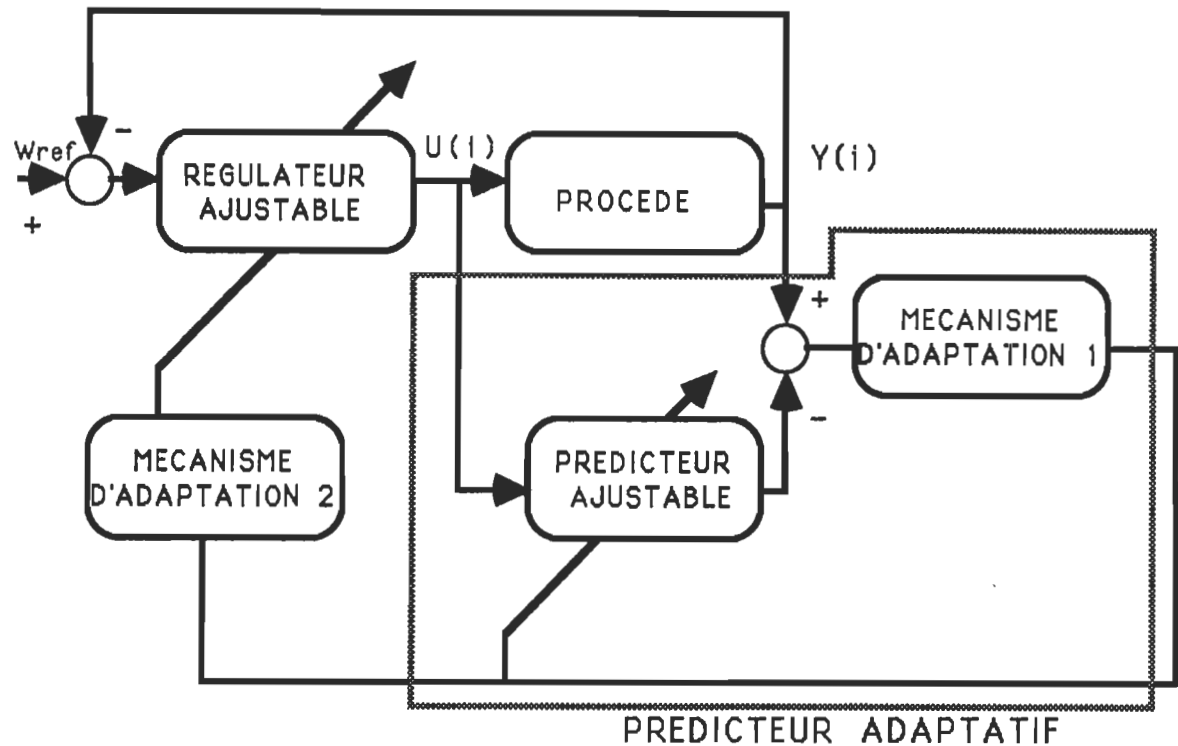 Wref
-
+
REGULATEUR
AJUSTABLE
U(i)
PROCEDE
Y(i)
+
MECANISME
D'ADAPTATION 1
-
PREDICTEUR
AJUSTABLE
MECANISME
D'ADAPTATION 2
PREDICTEUR ADAPTATIF